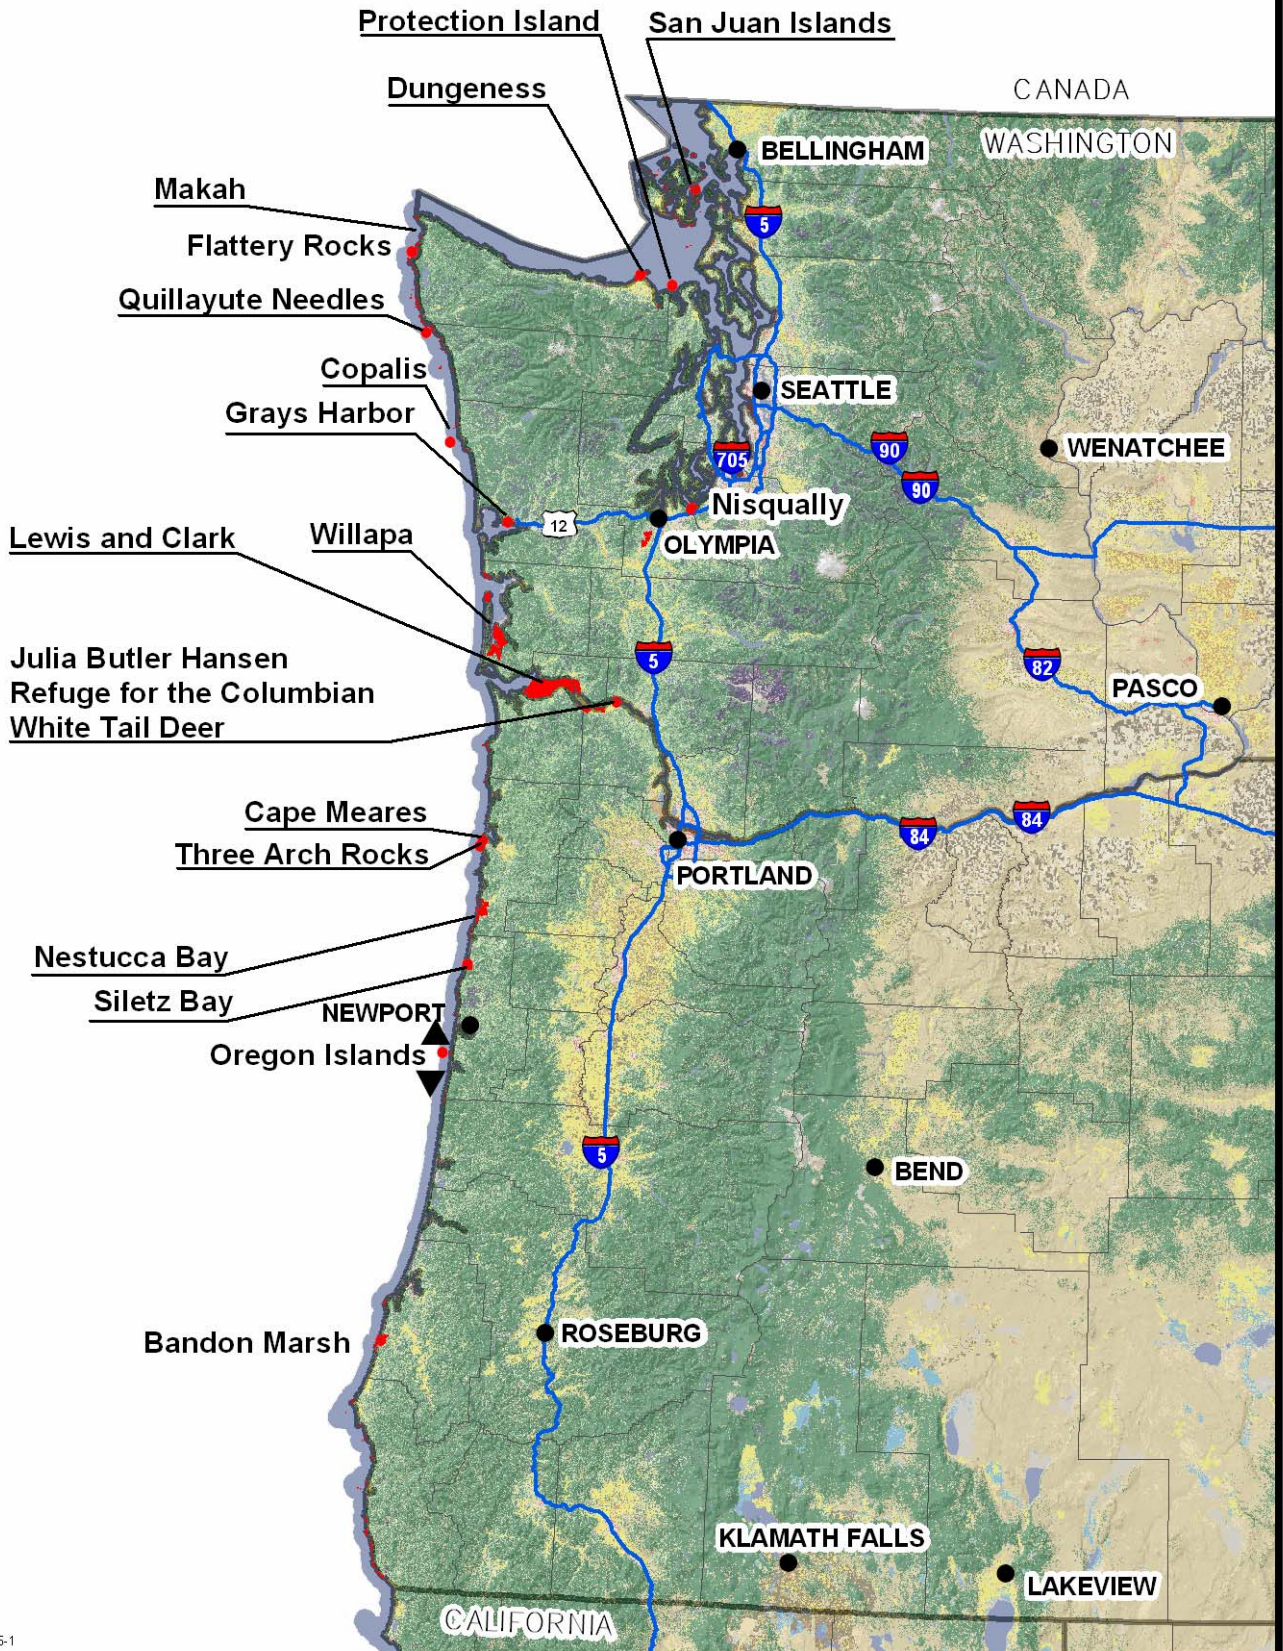 Protection Island
San Juan Islands
Dungeness
CANADA
WASHINGTON
BELLINGHAM
Makah
5
Flattery Rocks
Quillayute Needles
Copalis
SEATTLE
Grays Harbor
90
WENATCHEE
705
90
Nisqually
12
Lewis and Clark
Willapa
OLYMPIA
Julia Butler Hansen
Refuge for the Columbian
White Tail Deer
5
82
PASCO
Cape Meares
84
84
Three Arch Rocks
PORTLAND
Nestucca Bay
Siletz Bay
NEWPORT
Oregon Islands
5
BEND
Bandon Marsh
ROSEBURG
KLAMATH FALLS
LAKEVIEW
CALIFORNIA